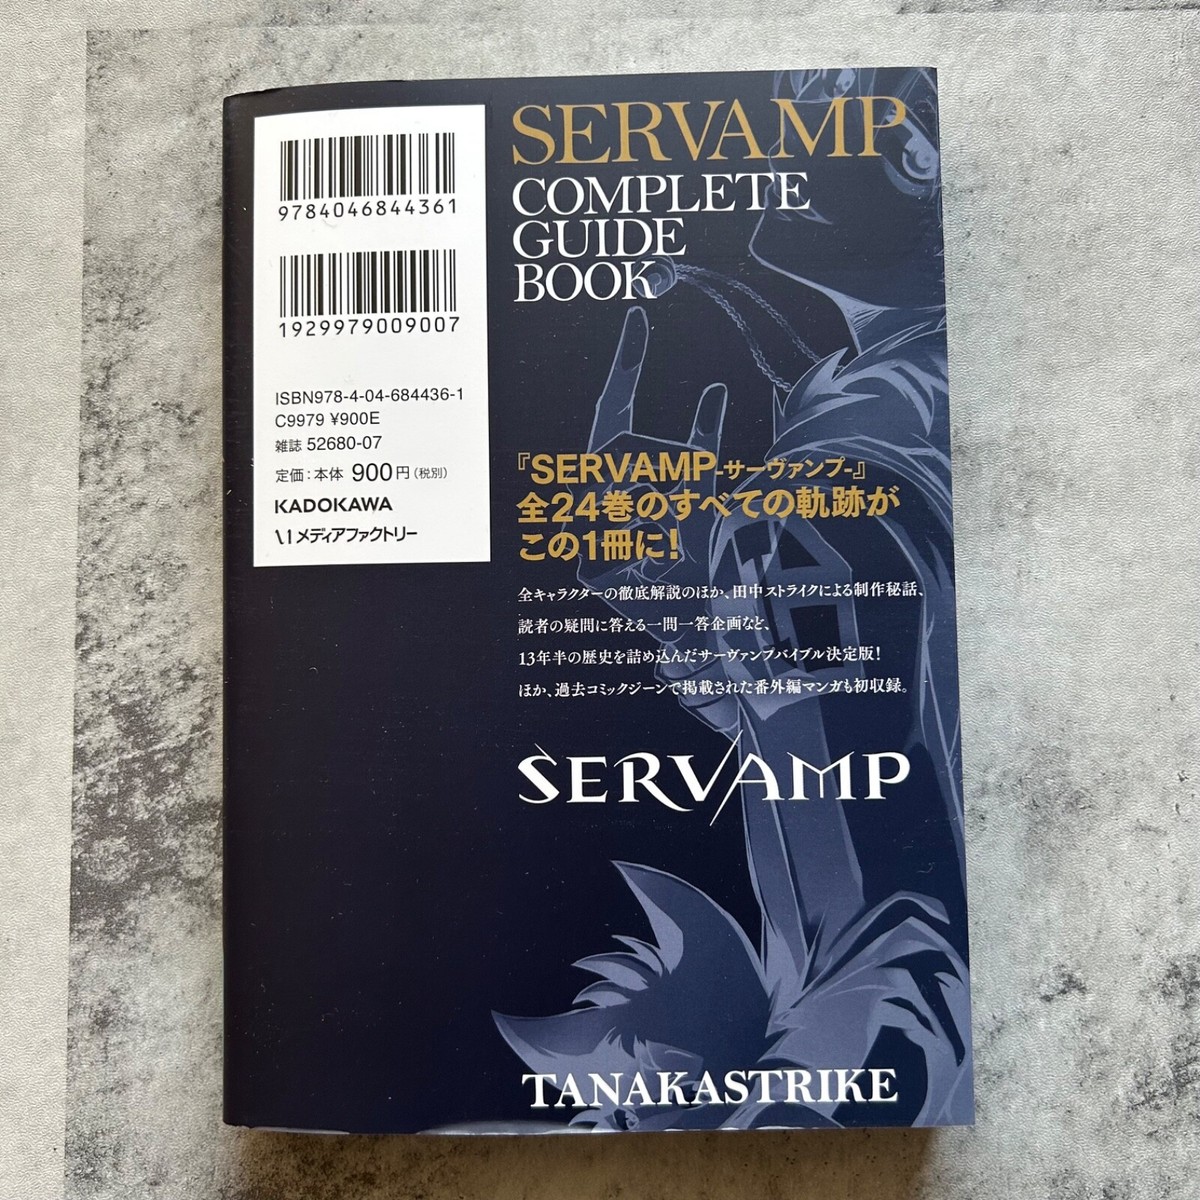 9784046844361
1929979009007
ISBN978-4-04-684436-1
C9979 ¥900E
雑誌 52680-07
定価：本体 900円（税別）
KADOKAWA
メディアファクトリー
SERVAMP
COMPLETE
GUIDE
BOOK
『SERVAMP-サーヴァンプ-』
全24巻のすべての軌跡が
この1冊に！
全キャラクターの徹底解説のほか、田中ストライクによる制作秘話、
読者の疑問に答える一問一答企画など、
13年半の歴史を詰め込んだサーヴァンプバイブル決定版！
ほか、過去コミックジーンで掲載された番外編マンガも初収録。
SERVAMP
TANAKASTRIKE